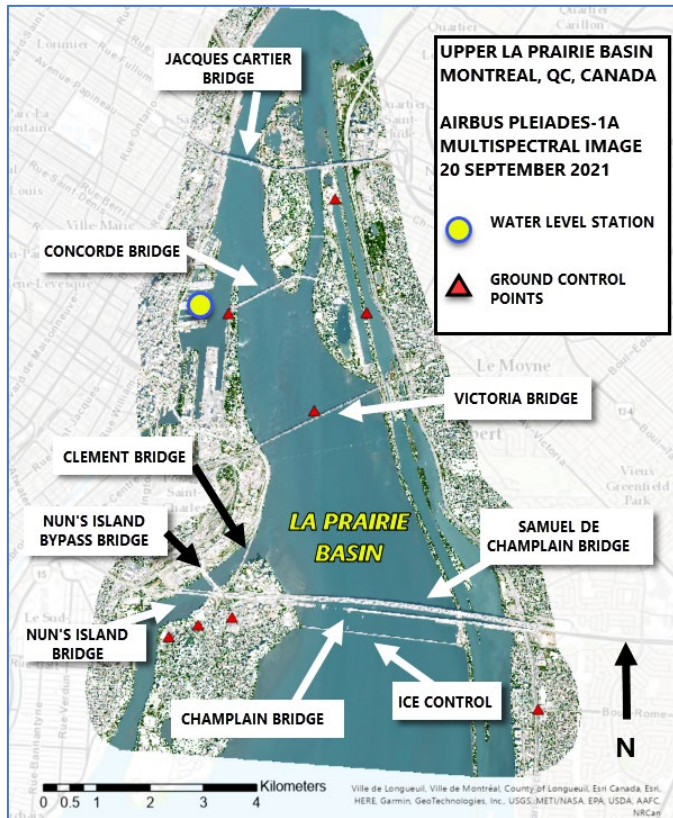 JACQUES CARTIER
BRIDGE
UPPER LA PRAIRIE BASIN
MONTREAL, QC, CANADA
AIRBUS PLEIADES-1A
MULTISPECTRAL IMAGE
20 SEPTEMBER 2021
WATER LEVEL STATION
GROUND CONTROL
POINTS
CONCORDE BRIDGE
Le Moyne
VICTORIA BRIDGE
134
CLEMENT BRIDGE
Vieux
Greenfield
Park
NUN'S ISLAND
BYPASS BRIDGE
LA PRAIRIE
BASIN
SAMUEL DE
CHAMPLAIN BRIDGE
15
NUN'S ISLAND
BRIDGE
CHAMPLAIN BRIDGE
ICE CONTROL
N
Kilometers
0 0.5 1 2 3 4
Ville de Longueuil, Ville de Montréal, County of Longueuil, Esri Canada, Esri,
HERE, Garmin, GeoTechnologies, Inc., USGS, METI/NASA, EPA, USDA, AAFC,
NRCan